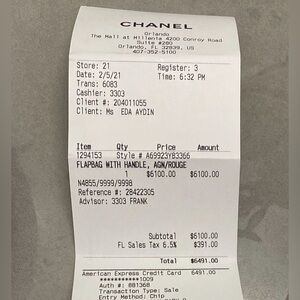 CHANEL
Orlando
The Mall at Millenia 4200 Conroy Road
Suite #280
Orlando, FL 32839, US
407-352-5100
Store: 21 Register: 3
Date: 2/5/21 Time: 6:32 PM
Trans: 6083
Cashier: 3303
Client #: 204011055
Client: Ms EDA AYDIN
Item Qty Price Amount
1294153 Style # A69923YB3366
FLAPBAG WITH HANDLE, AGN/ROUGE
1 $6100.00 $6100.00
N4855/9999/9998
Reference #: 28422305
Advisor: 3303 FRANK
Subtotal $6100.00
FL Sales Tax 6.5% $391.00
Total $6491.00
American Express Credit Card 6491.00
***********1009
Auth #: 881368
Transaction Type: Sale
Entry Method: Chip